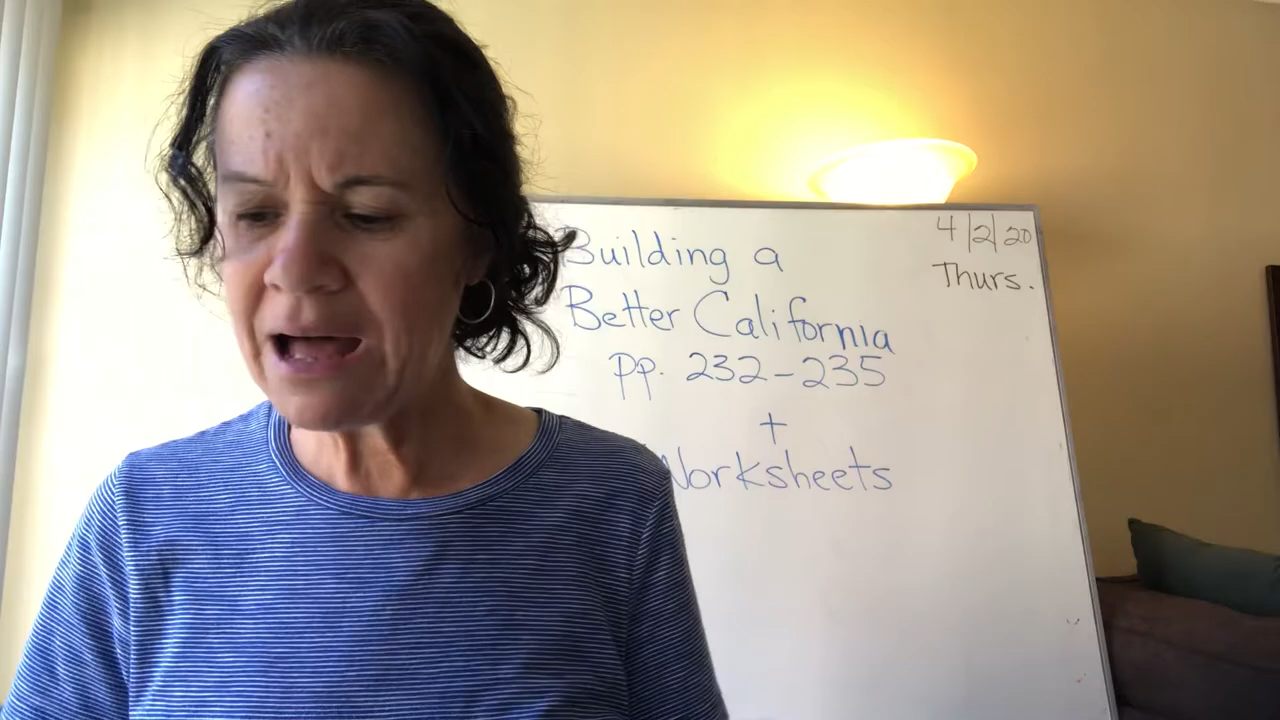 Building a
Better California
pp. 232-235
+
Worksheets
4/2/20
Thurs.